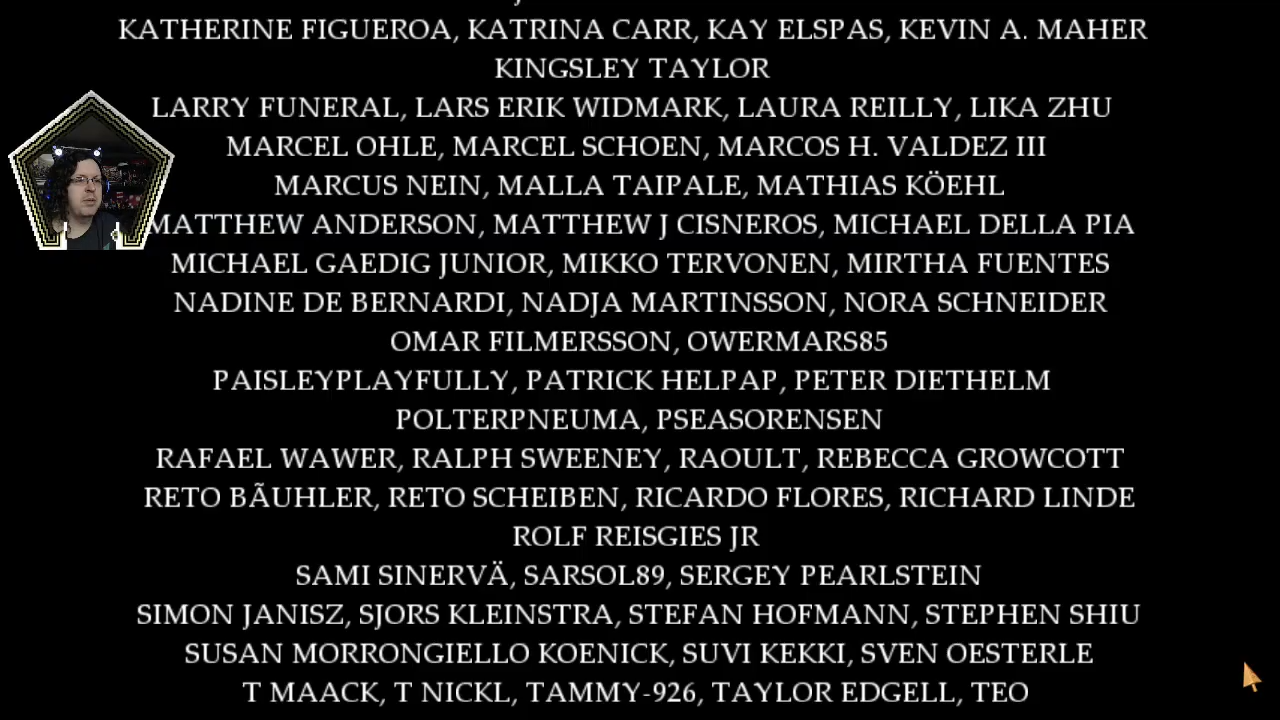 KATHERINE FIGUEROA, KATRINA CARR, KAY ELSPAS, KEVIN A. MAHER
KINGSLEY TAYLOR
LARRY FUNERAL, LARS ERIK WIDMARK, LAURA REILLY, LIKA ZHU
MARCEL OHLE, MARCEL SCHOEN, MARCOS H. VALDEZ III
MARCUS NEIN, MALLA TAIPALE, MATHIAS KÖEHL
MATTHEW ANDERSON, MATTHEW J CISNEROS, MICHAEL DELLA PIA
MICHAEL GAEDIG JUNIOR, MIKKO TERVONEN, MIRTHA FUENTES
NADINE DE BERNARDI, NADJA MARTINSSON, NORA SCHNEIDER
OMAR FILMERSSON, OWERMARS85
PAISLEYPLAYFULLY, PATRICK HELPAP, PETER DIETHELM
POLTERPNEUMA, PSEASORENSEN
RAFAEL WAWER, RALPH SWEENEY, RAOULT, REBECCA GROWCOTT
RETO BÃUHLER, RETO SCHEIBEN, RICARDO FLORES, RICHARD LINDE
ROLF REISGIES JR
SAMI SINERVÄ, SARSOL89, SERGEY PEARLSTEIN
SIMON JANISZ, SJORS KLEINSTRA, STEFAN HOFMANN, STEPHEN SHIU
SUSAN MORRONGIELLO KOENICK, SUVI KEKKI, SVEN OESTERLE
T MAACK, T NICKL, TAMMY-926, TAYLOR EDGELL, TEO